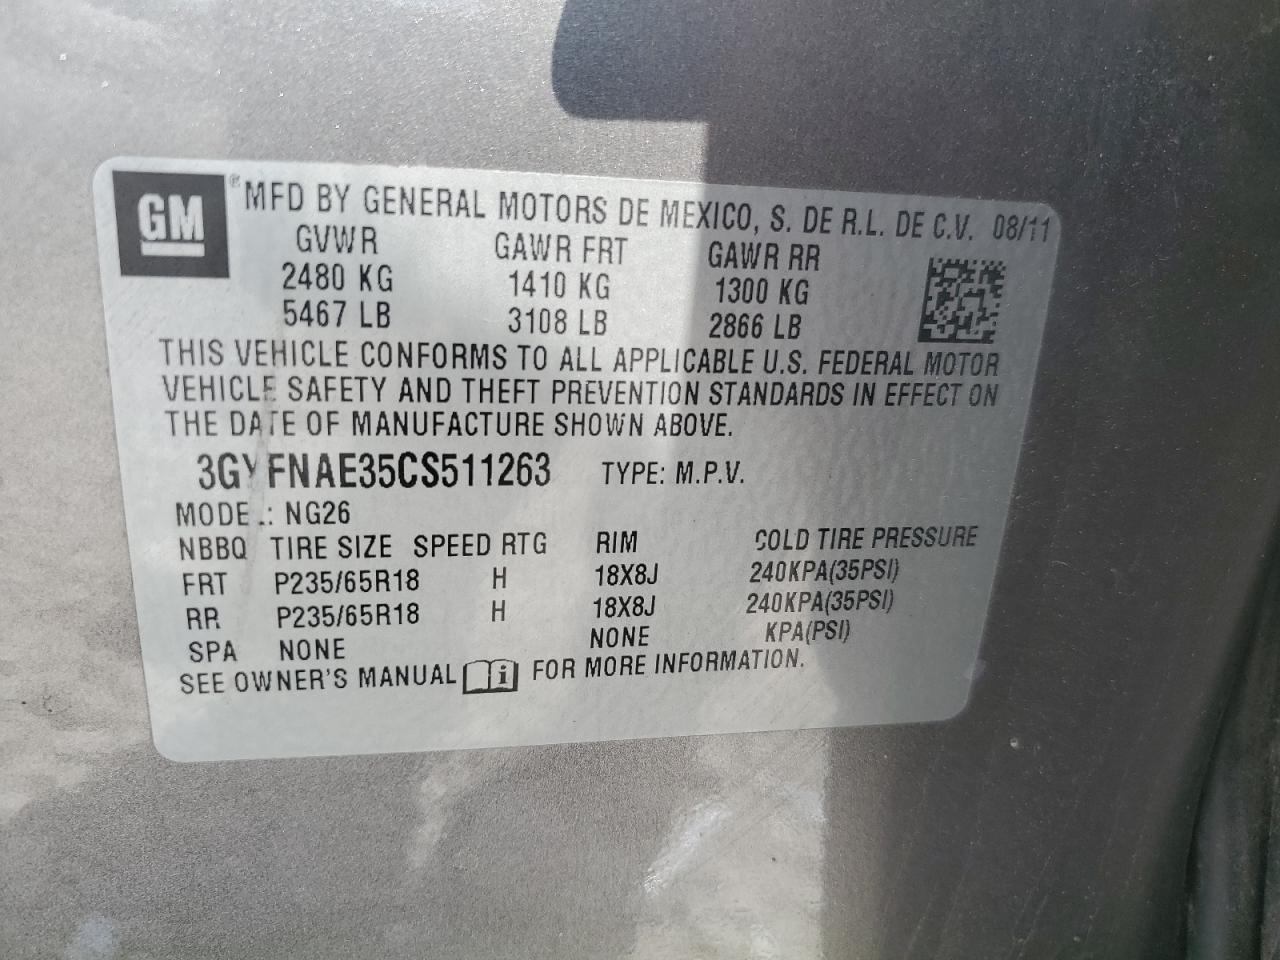 GM ® MFD BY GENERAL MOTORS DE MEXICO, S. DE R.L. DE C.V. 08/11
GVWR GAWR FRT GAWR RR
2480 KG 1410 KG 1300 KG
5467 LB 3108 LB 2866 LB
THIS VEHICLE CONFORMS TO ALL APPLICABLE U.S. FEDERAL MOTOR
VEHICLE SAFETY AND THEFT PREVENTION STANDARDS IN EFFECT ON
THE DATE OF MANUFACTURE SHOWN ABOVE.
3GYFNAE35CS511263 TYPE: M.P.V.
MODEL: NG26
NBBQ TIRE SIZE SPEED RTG RIM COLD TIRE PRESSURE
FRT P235/65R18 H 18X8J 240KPA(35PSI)
RR P235/65R18 H 18X8J 240KPA(35PSI)
SPA NONE NONE KPA(PSI)
SEE OWNER'S MANUAL i FOR MORE INFORMATION.